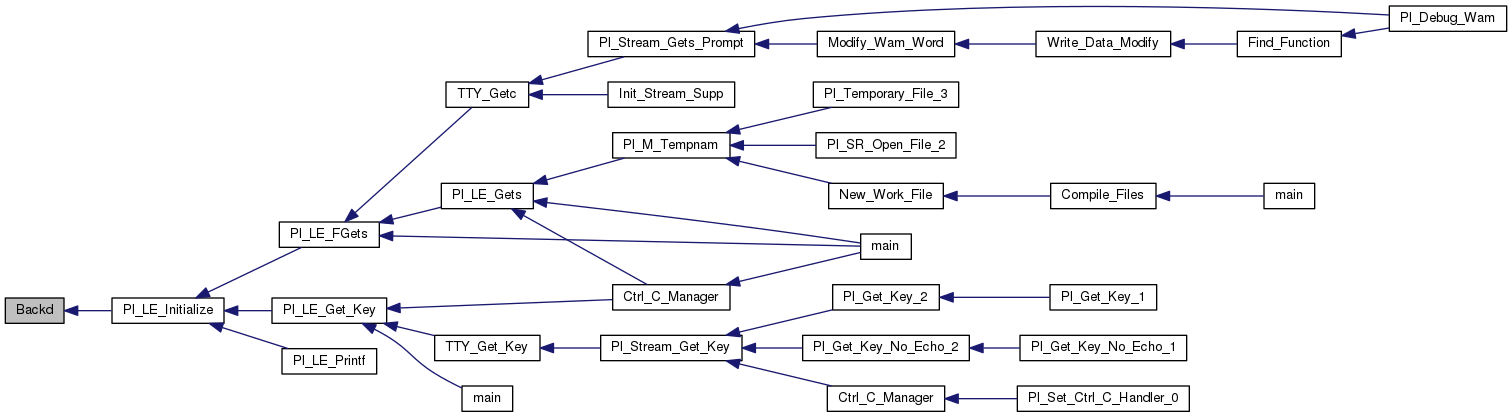 Pl_Debug_Wam
Pl_Stream_Gets_Prompt
Modify_Wam_Word
Write_Data_Modify
Find_Function
TTY_Getc
Init_Stream_Supp
Pl_Temporary_File_3
Pl_M_Tempnam
Pl_SR_Open_File_2
Pl_LE_Gets
New_Work_File
Compile_Files
main
Pl_LE_FGets
main
Backd
Pl_LE_Initialize
Pl_LE_Get_Key
Ctrl_C_Manager
Pl_Get_Key_2
Pl_Get_Key_1
Pl_LE_Printf
TTY_Get_Key
Pl_Stream_Get_Key
Pl_Get_Key_No_Echo_2
Pl_Get_Key_No_Echo_1
main
Ctrl_C_Manager
Pl_Set_Ctrl_C_Handler_0